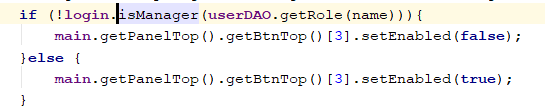 if (!login.isManager(userDAO.getRole(name))){
main.getPanelTop().getBtnTop()[3].setEnabled(false);
}else {
main.getPanelTop().getBtnTop()[3].setEnabled(true);
}